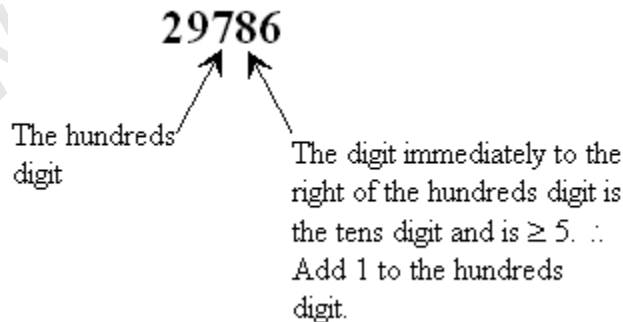 29786
The hundreds
digit
The digit immediately to the
right of the hundreds digit is
the tens digit and is ≥ 5. ∴
Add 1 to the hundreds
digit.